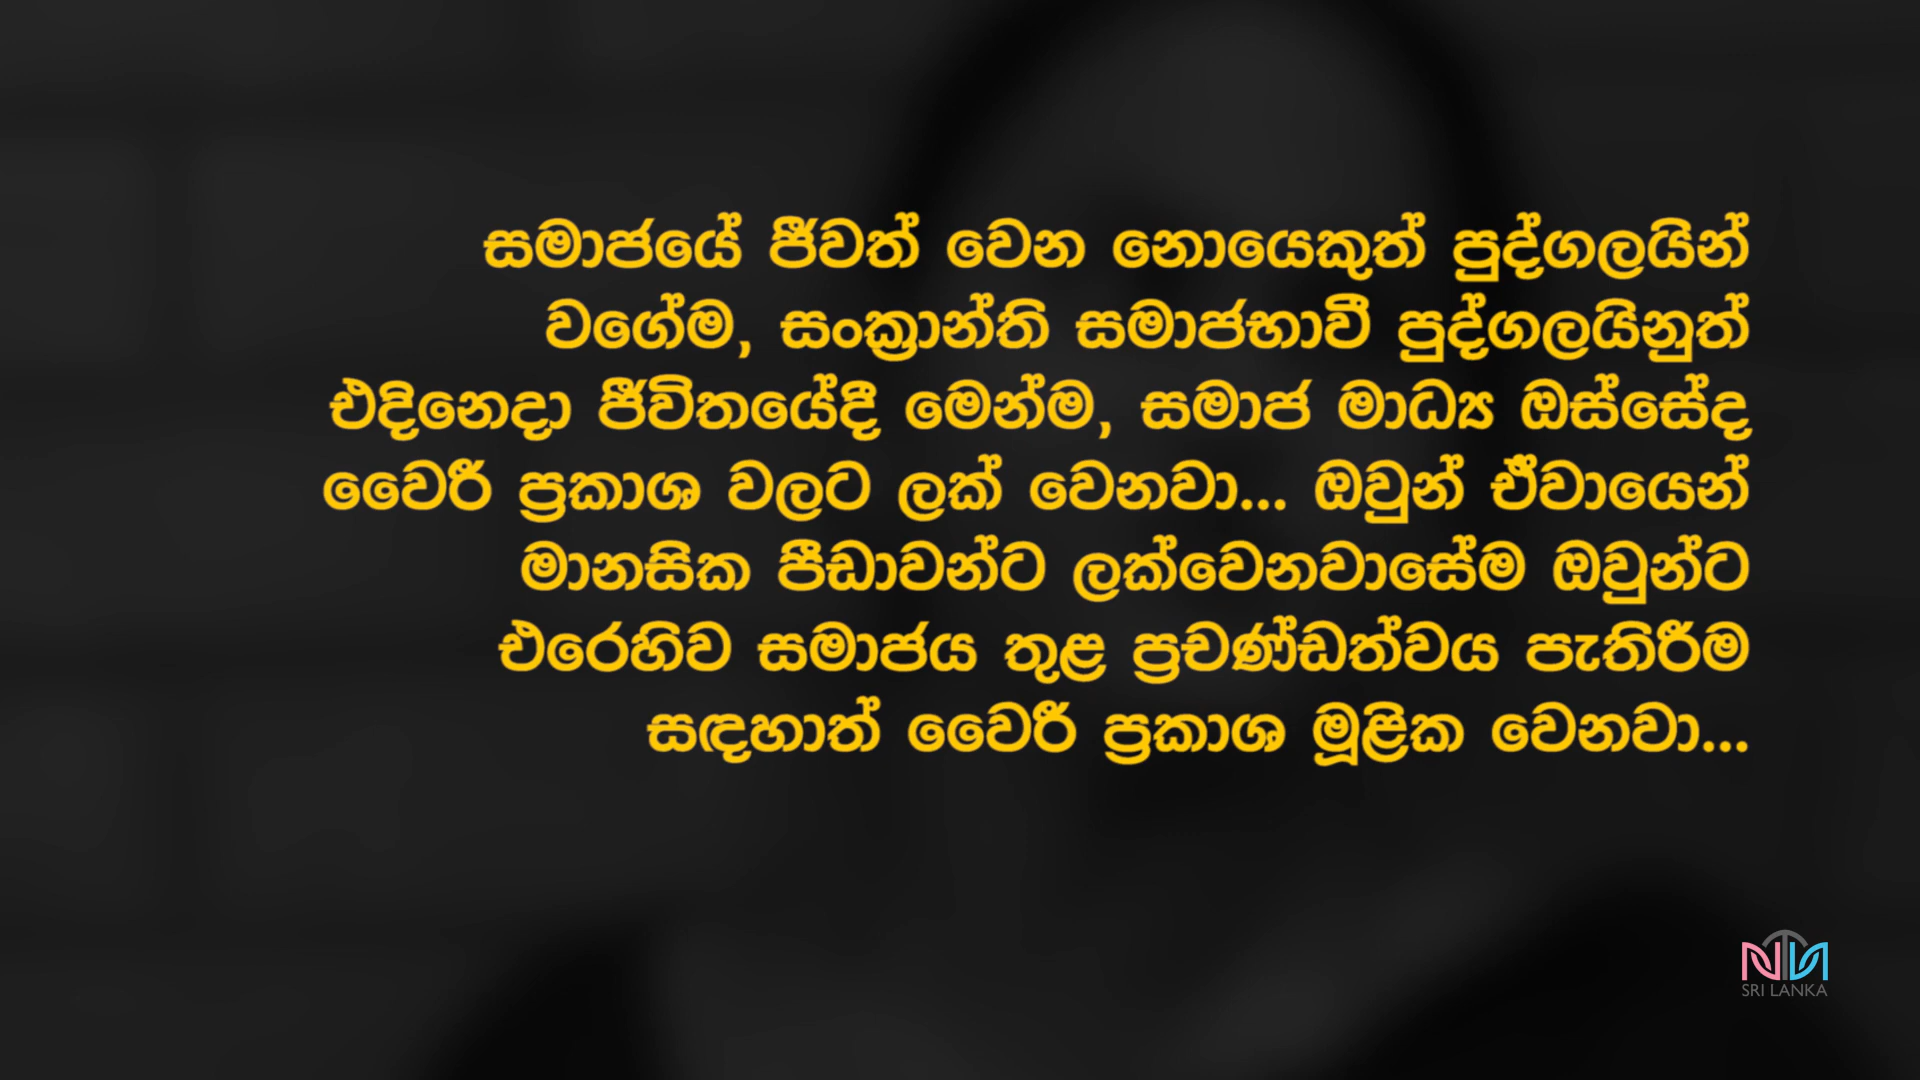 සමාජයේ ජීවත් වෙන නොයෙකුත් පුද්ගලයින්
වගේම, සංක්‍රාන්ති සමාජභාවී පුද්ගලයිනුත්
එදිනෙදා ජීවිතයේදී මෙන්ම, සමාජ මාධ්‍ය ඔස්සේද
වෛරී ප්‍රකාශ වලට ලක් වෙනවා... ඔවුන් ඒවායෙන්
මානසික පීඩාවන්ට ලක්වෙනවාසේම ඔවුන්ට
එරෙහිව සමාජය තුළ ප්‍රචණ්ඩත්වය පැතිරීම
සඳහාත් වෛරී ප්‍රකාශ මූළික වෙනවා...
NTN
SRI LANKA